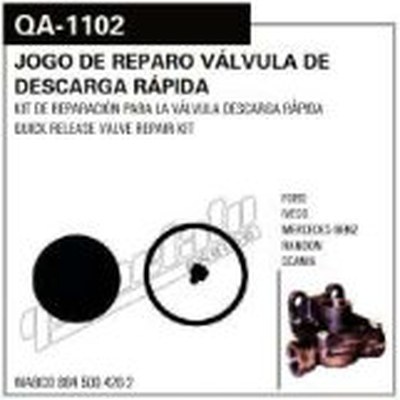 QA-1102
JOGO DE REPARO VÁLVULA DE
DESCARGA RÁPIDA
KIT DE REPARACIÓN PARA LA VÁLVULA DESCARGA RÁPIDA
QUICK RELEASE VALVE REPAIR KIT
FORD
IVECO
MERCEDES-BENZ
RANDON
SCANIA
WABCO 884 500 420 2